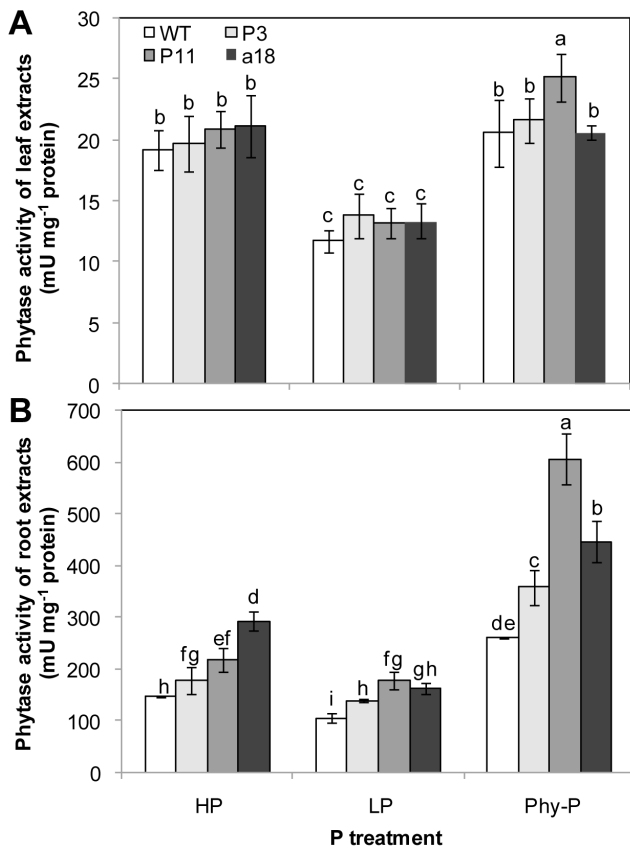 A
WT P3
P11 a18
Phytase activity of leaf extracts
(mU mg-1 protein)
30
25
20
15
10
5
0
b b b b
c c c c
b b a b
B
Phytase activity of root extracts
(mU mg-1 protein)
700
600
500
400
300
200
100
0
h fg ef d
i h fg gh
de c a b
HP LP Phy-P
P treatment